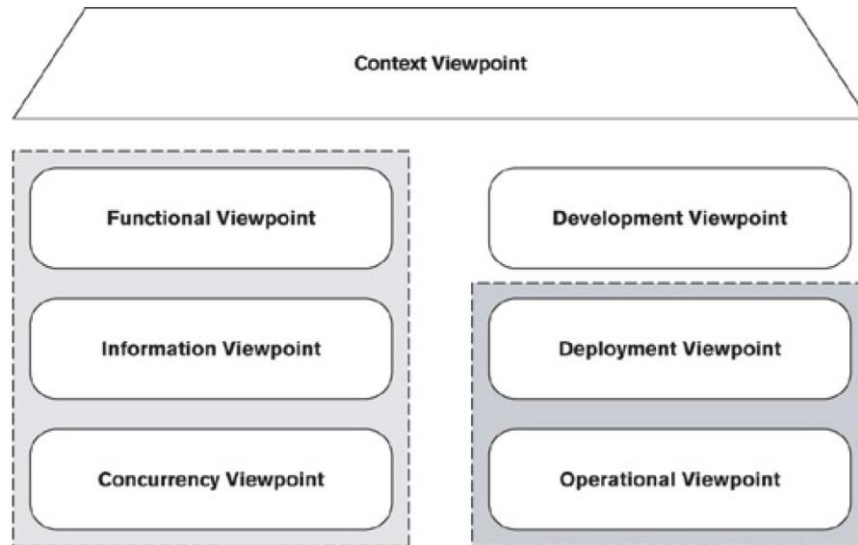 Context Viewpoint
Functional Viewpoint
Development Viewpoint
Information Viewpoint
Deployment Viewpoint
Concurrency Viewpoint
Operational Viewpoint